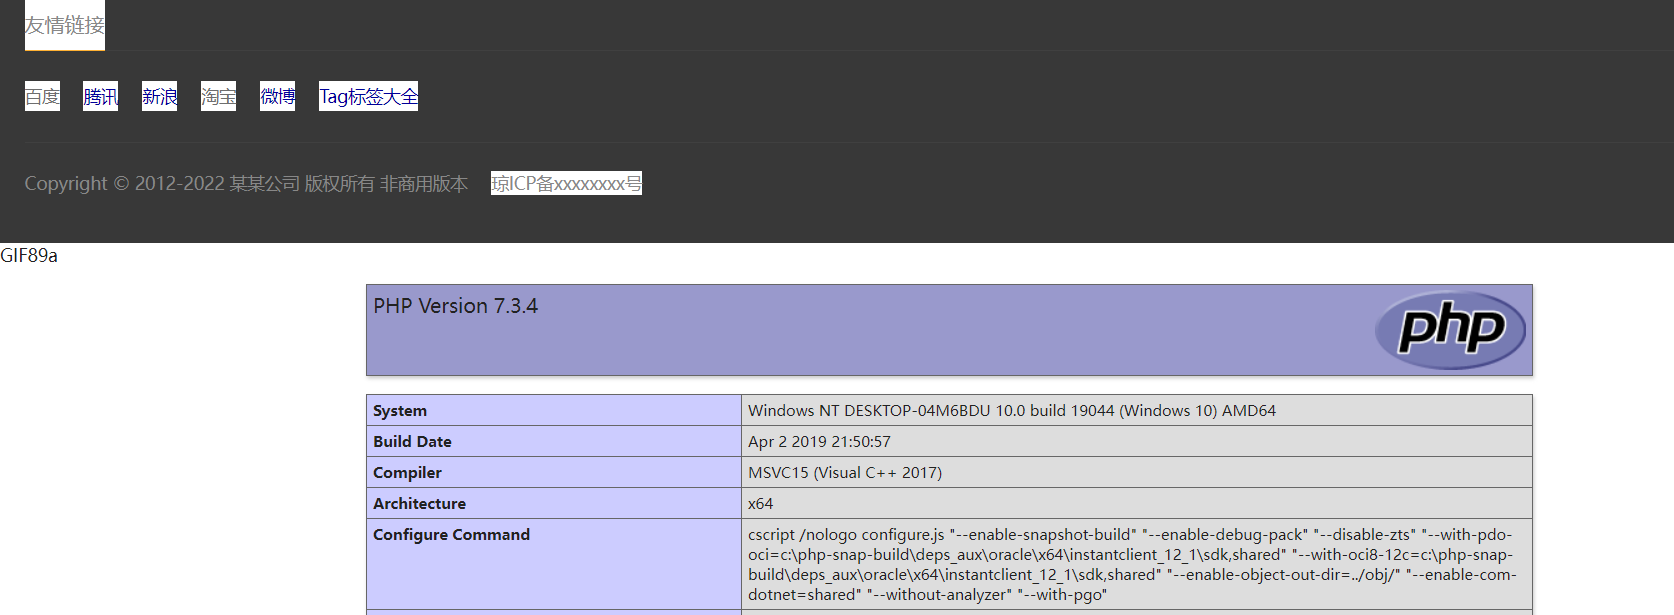 友情链接
百度 腾讯 新浪 淘宝 微博 Tag标签大全
Copyright © 2012-2022 某某公司 版权所有 非商用版本 琼ICP备xxxxxxxx号
GIF89a
PHP Version 7.3.4
php
System Windows NT DESKTOP-04M6BDU 10.0 build 19044 (Windows 10) AMD64
Build Date Apr 2 2019 21:50:57
Compiler MSVC15 (Visual C++ 2017)
Architecture x64
Configure Command cscript /nologo configure.js "--enable-snapshot-build" "--enable-debug-pack" "--disable-zts" "--with-pdo-
oci=c:\php-snap-build\deps_aux\oracle\x64\instantclient_12_1\sdk,shared" "--with-oci8-12c=c:\php-snap-
build\deps_aux\oracle\x64\instantclient_12_1\sdk,shared" "--enable-object-out-dir=../obj/" "--enable-com-
dotnet=shared" "--without-analyzer" "--with-pgo"